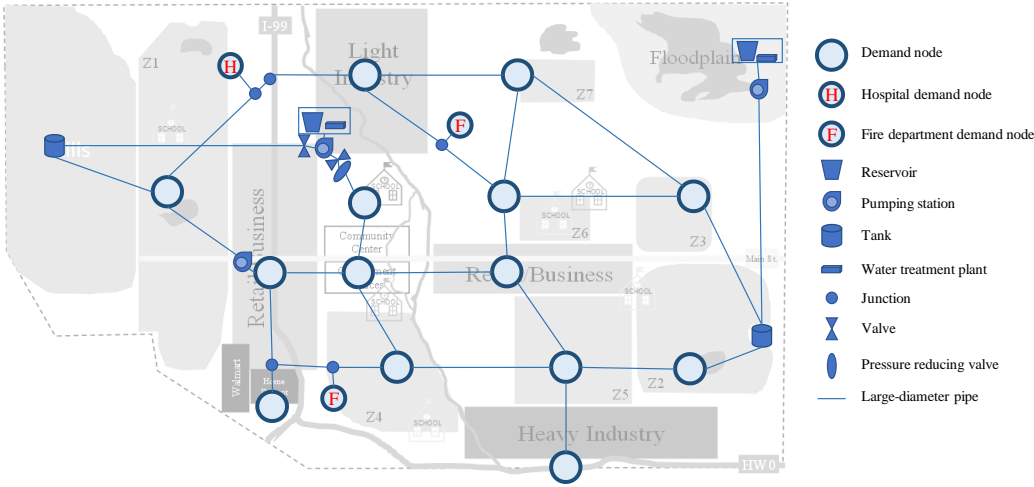 I-99
Light
Industry
Floodplain
Z1
H
Z7
SCHOOL
F
SCHOOL
SCHOOL
SCHOOL
Z6
Z3
Community
Center
Main St.
Retail/Business
Retail/Business
SCHOOL
SCHOOL
Walmart
Home
F
Z4
SCHOOL
Z5
Z2
Heavy Industry
HW0
Demand node
H
Hospital demand node
F
Fire department demand node
Reservoir
Pumping station
Tank
Water treatment plant
Junction
Valve
Pressure reducing valve
Large-diameter pipe